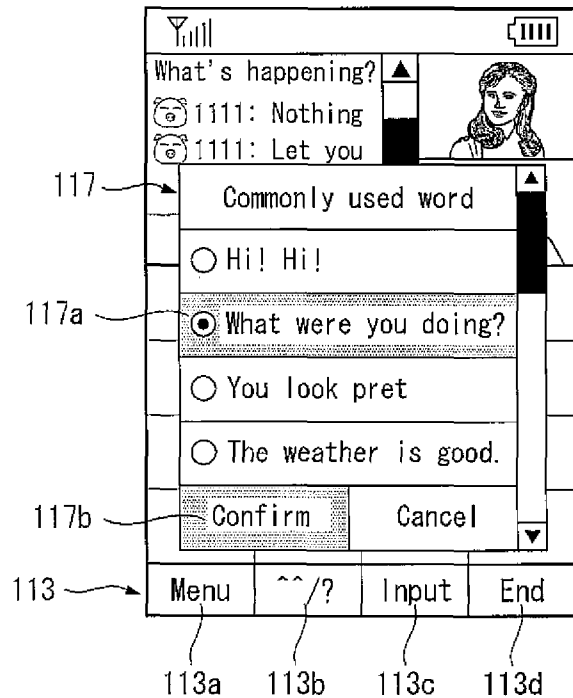 What's happening?
1111: Nothing
1111: Let you
117
Commonly used word
Hi! Hi!
117a
What were you doing?
You look pret
The weather is good.
117b
Confirm Cancel
113
Menu ^^/? Input End
113a 113b 113c 113d